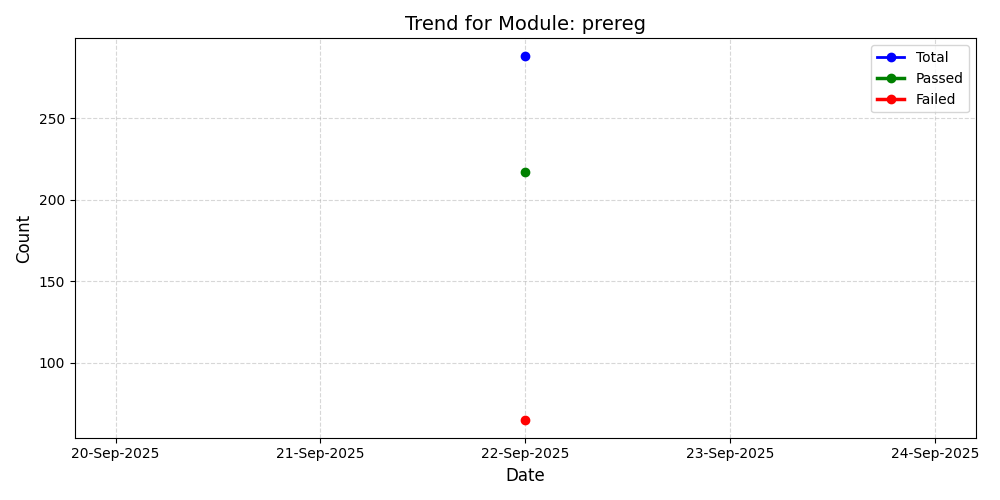 Trend for Module: prereg
Total
Passed
Failed
250
200
150
100
Count
20-Sep-2025
21-Sep-2025
22-Sep-2025
23-Sep-2025
24-Sep-2025
Date